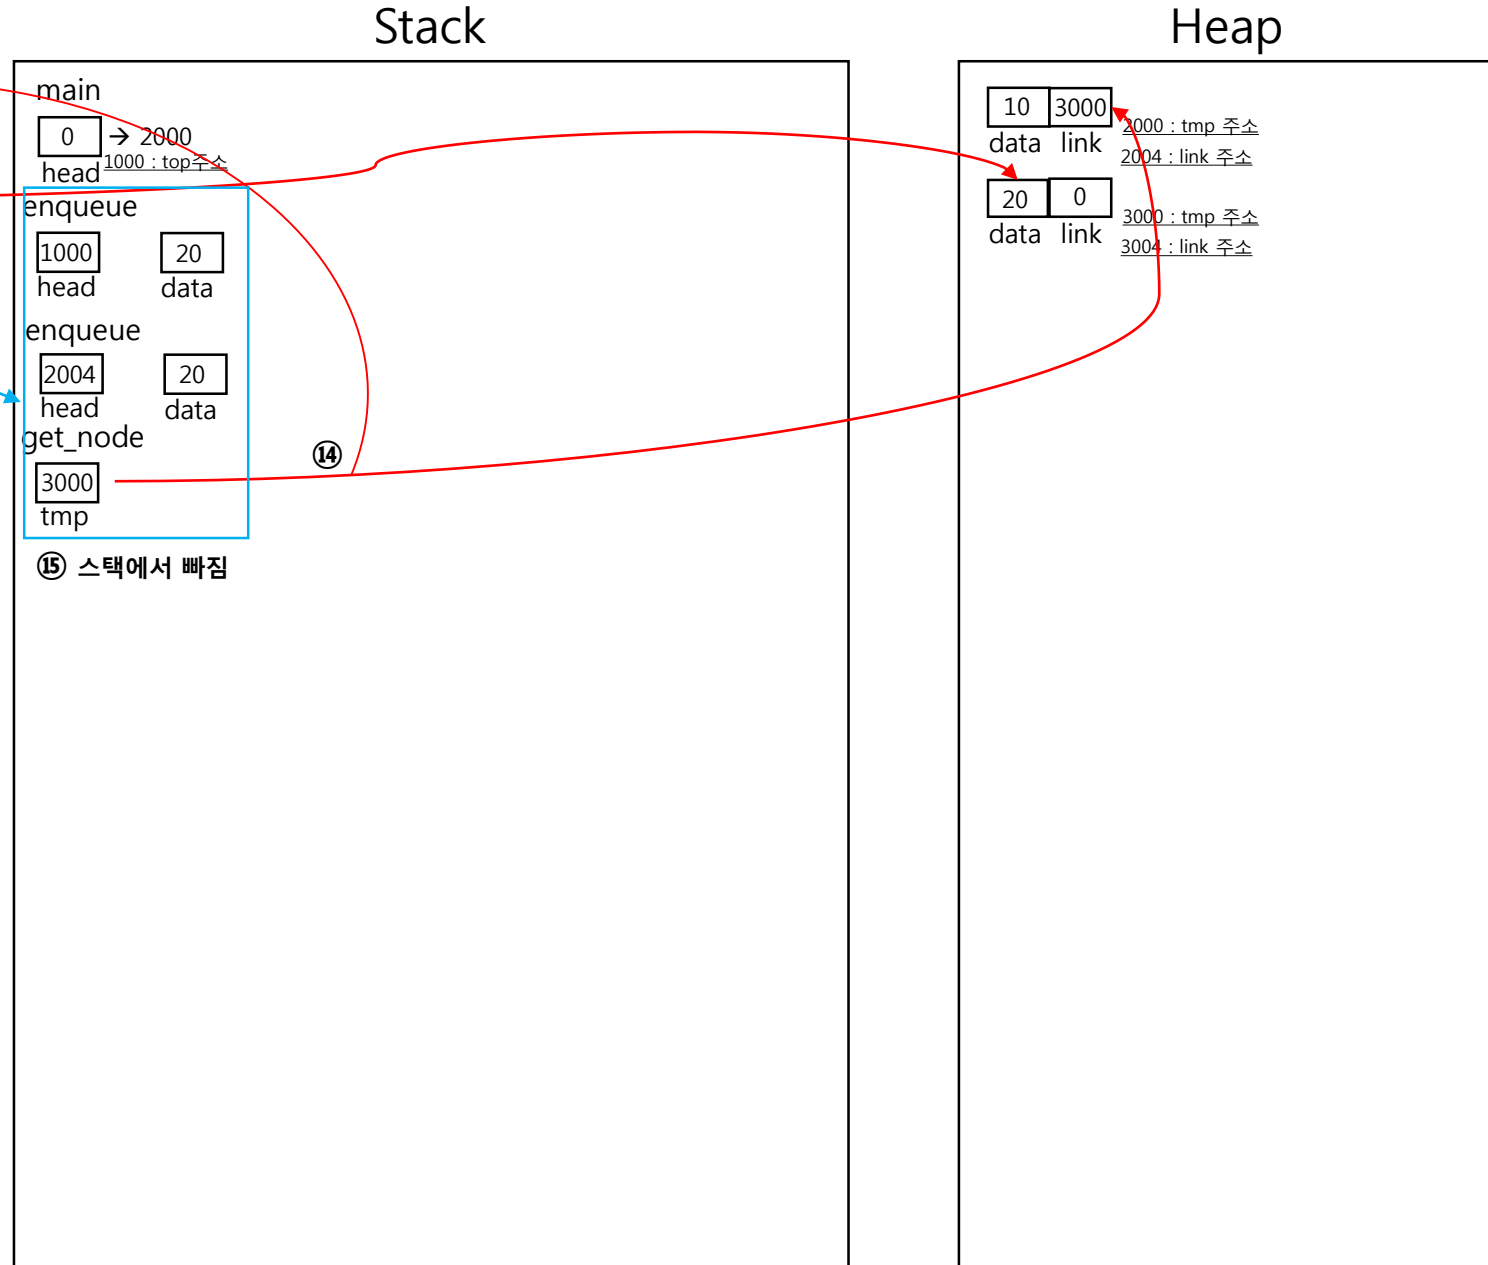 Stack
main
0 → 2000
head 1000 : top주소
enqueue
1000 20
head data
enqueue
2004 20
head data
get_node
⑭
3000
tmp
⑮ 스택에서 빠짐
Heap
10 3000
data link
2000 : tmp 주소
2004 : link 주소
20 0
data link
3000 : tmp 주소
3004 : link 주소